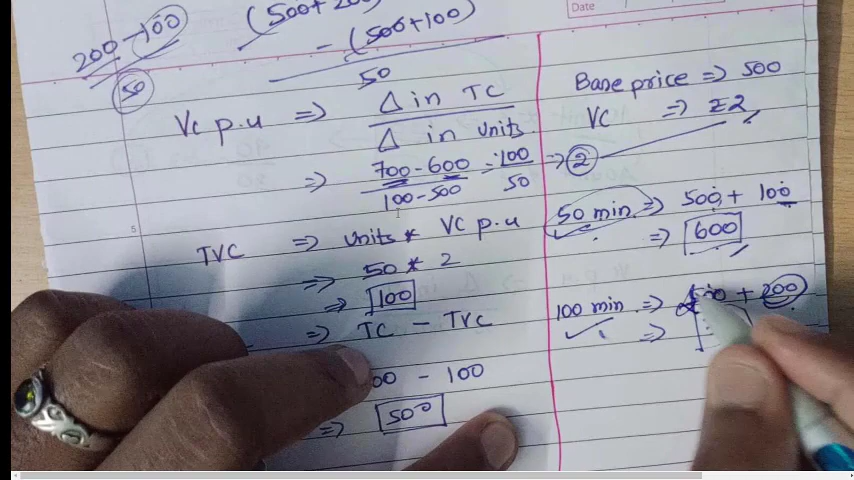 200 - 100
50
(500+200)
- (500+100)
50
Date
VC p.u ⇒ Δ in TC
Δ in units.
⇒ 700-600 = 100 ⇒ 2
100-500 50
5
TVC ⇒ units * VC p.u
⇒ 50 * 2
⇒ 100
⇒ TC - TVC
00 - 100
⇒ 500
Base price ⇒ 500
VC ⇒ 2
50 min. ⇒ 500 + 100
⇒ 600
100 min ⇒ 500 + 200
⇒